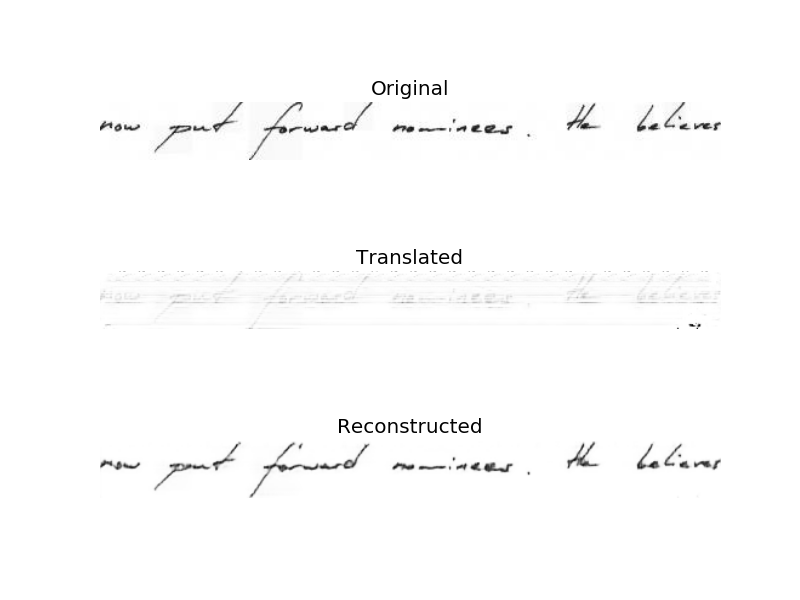 Original
now put forward nominees. He believes
Translated
now put forward nominees. He believes
Reconstructed
now put forward nominees. He believes